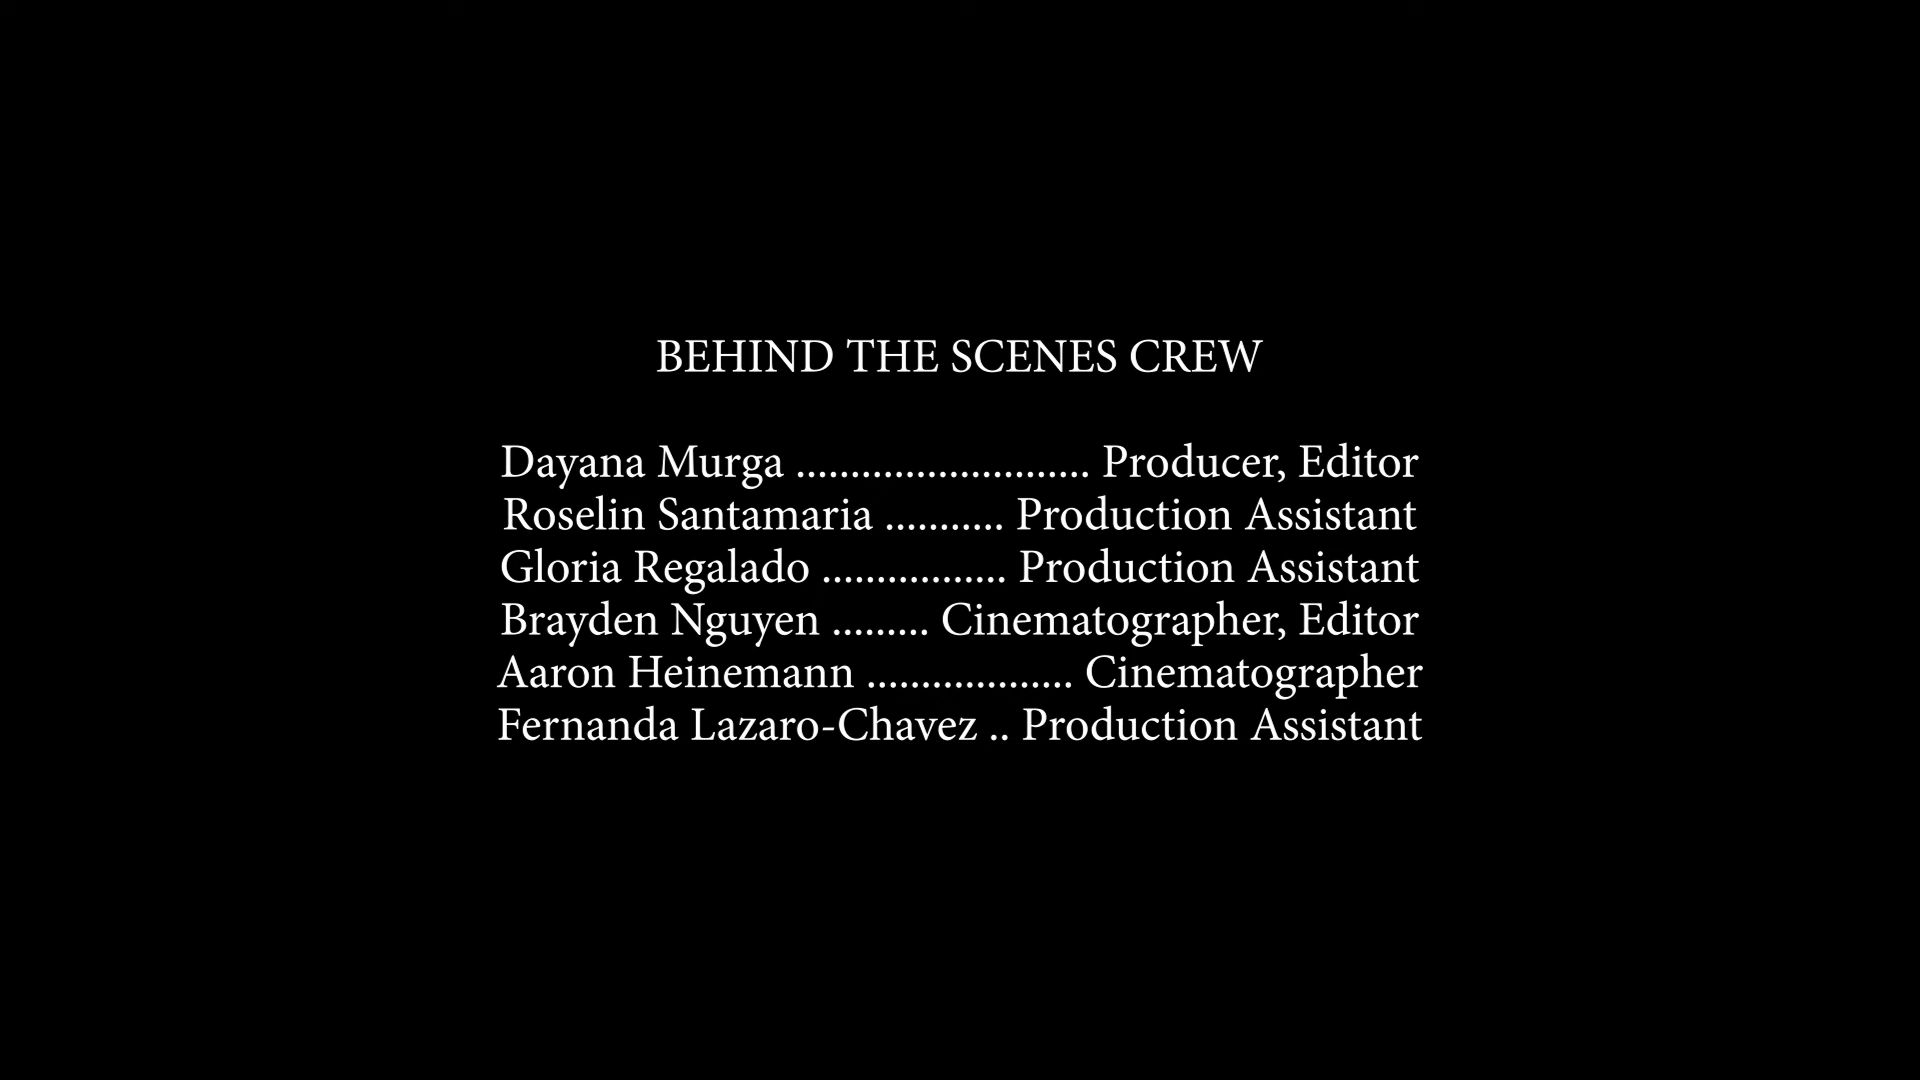 BEHIND THE SCENES CREW
Dayana Murga ........................... Producer, Editor
Roselin Santamaria ........... Production Assistant
Gloria Regalado ................. Production Assistant
Brayden Nguyen ......... Cinematographer, Editor
Aaron Heinemann ................... Cinematographer
Fernanda Lazaro-Chavez .. Production Assistant